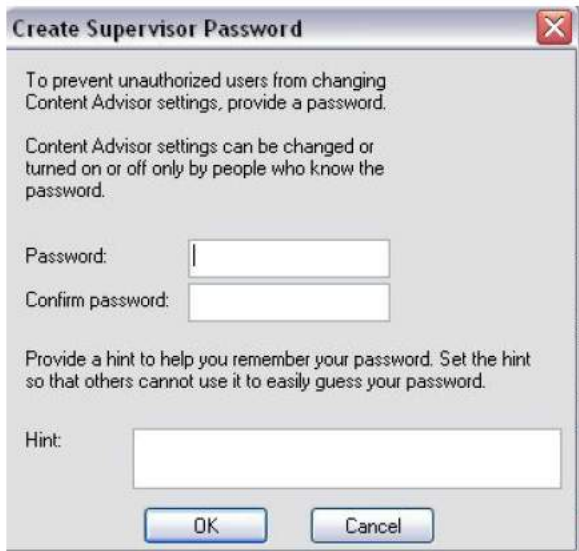 Create Supervisor Password
To prevent unauthorized users from changing
Content Advisor settings, provide a password.
Content Advisor settings can be changed or
turned on or off only by people who know the
password.
Password:
Confirm password:
Provide a hint to help you remember your password. Set the hint
so that others cannot use it to easily guess your password.
Hint:
OK Cancel